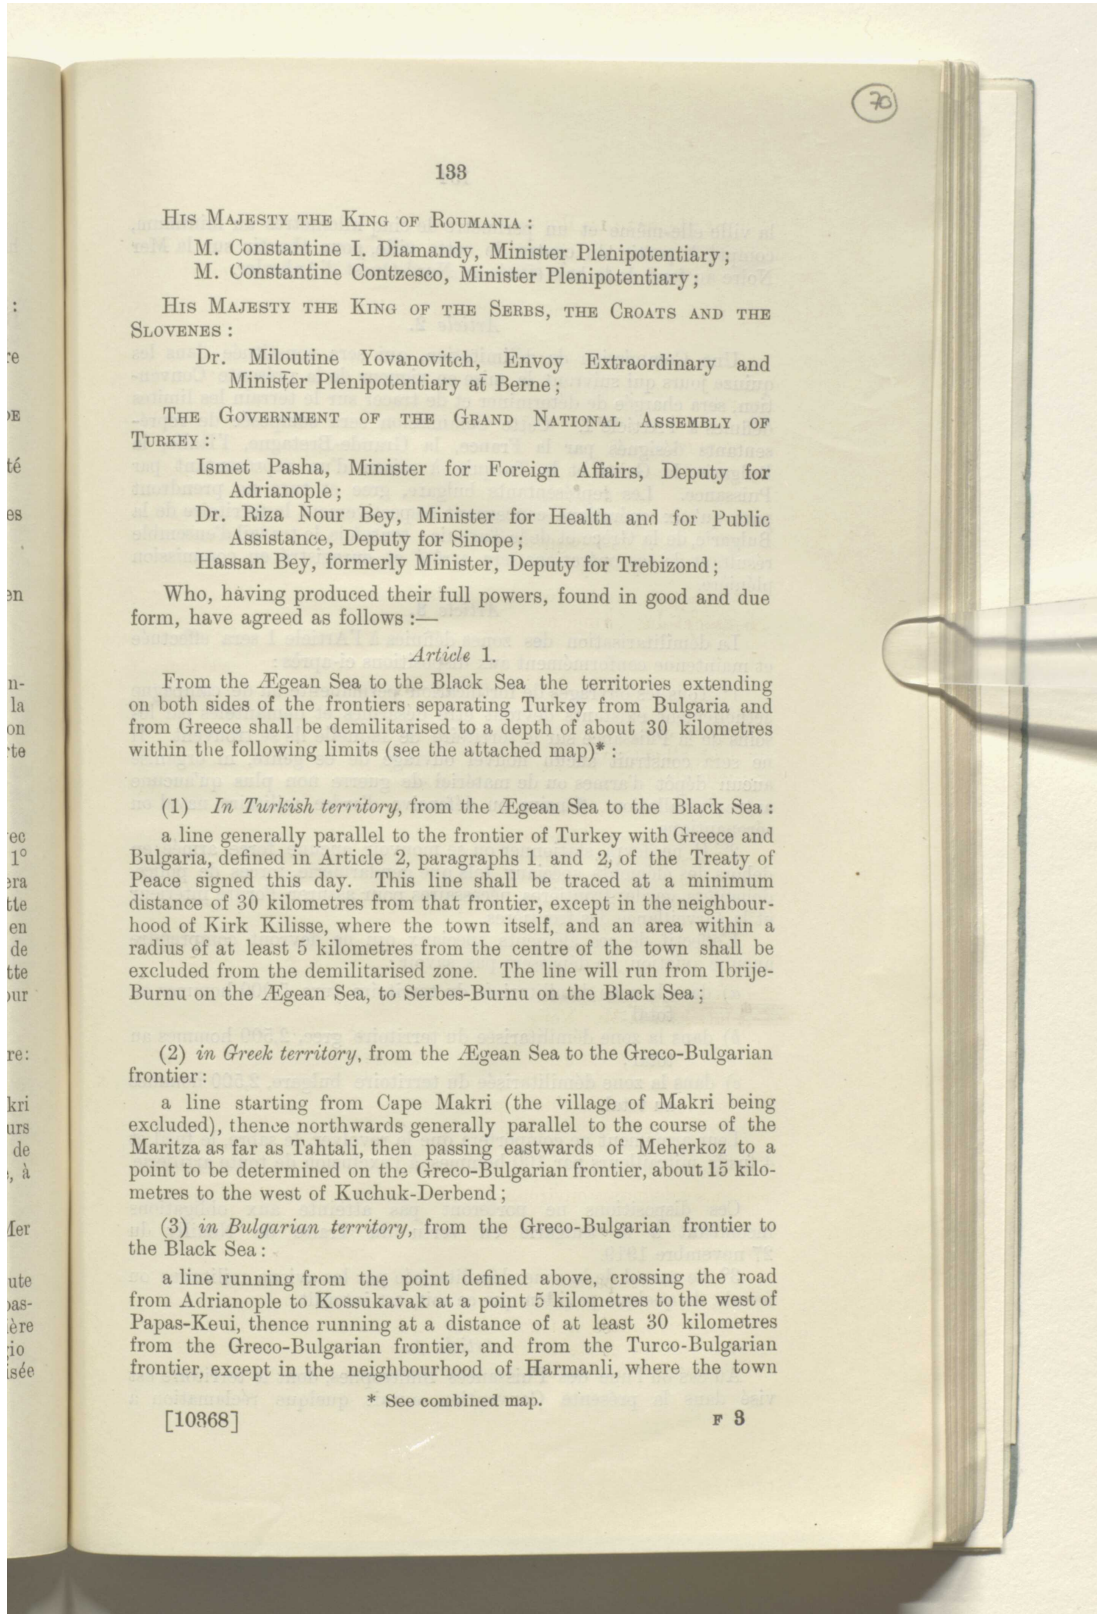 70
133
HIS MAJESTY THE KING OF ROUMANIA :
M. Constantine I. Diamandy, Minister Plenipotentiary;
M. Constantine Contzesco, Minister Plenipotentiary;
HIS MAJESTY THE KING OF THE SERBS, THE CROATS AND THE
SLOVENES :
Dr. Miloutine Yovanovitch, Envoy Extraordinary and
Minister Plenipotentiary at Berne;
THE GOVERNMENT OF THE GRAND NATIONAL ASSEMBLY OF
TURKEY :
Ismet Pasha, Minister for Foreign Affairs, Deputy for
Adrianople;
Dr. Riza Nour Bey, Minister for Health and for Public
Assistance, Deputy for Sinope;
Hassan Bey, formerly Minister, Deputy for Trebizond;
Who, having produced their full powers, found in good and due
form, have agreed as follows :—
Article 1.
From the Ægean Sea to the Black Sea the territories extending
on both sides of the frontiers separating Turkey from Bulgaria and
from Greece shall be demilitarised to a depth of about 30 kilometres
within the following limits (see the attached map)* :
(1) In Turkish territory, from the Ægean Sea to the Black Sea :
a line generally parallel to the frontier of Turkey with Greece and
Bulgaria, defined in Article 2, paragraphs 1 and 2, of the Treaty of
Peace signed this day. This line shall be traced at a minimum
distance of 30 kilometres from that frontier, except in the neighbour-
hood of Kirk Kilisse, where the town itself, and an area within a
radius of at least 5 kilometres from the centre of the town shall be
excluded from the demilitarised zone. The line will run from Ibrije-
Burnu on the Ægean Sea, to Serbes-Burnu on the Black Sea;
(2) in Greek territory, from the Ægean Sea to the Greco-Bulgarian
frontier :
a line starting from Cape Makri (the village of Makri being
excluded), thence northwards generally parallel to the course of the
Maritza as far as Tahtali, then passing eastwards of Meherkoz to a
point to be determined on the Greco-Bulgarian frontier, about 15 kilo-
metres to the west of Kuchuk-Derbend;
(3) in Bulgarian territory, from the Greco-Bulgarian frontier to
the Black Sea :
a line running from the point defined above, crossing the road
from Adrianople to Kossukavak at a point 5 kilometres to the west of
Papas-Keui, thence running at a distance of at least 30 kilometres
from the Greco-Bulgarian frontier, and from the Turco-Bulgarian
frontier, except in the neighbourhood of Harmanli, where the town
* See combined map.
[10368] F 3